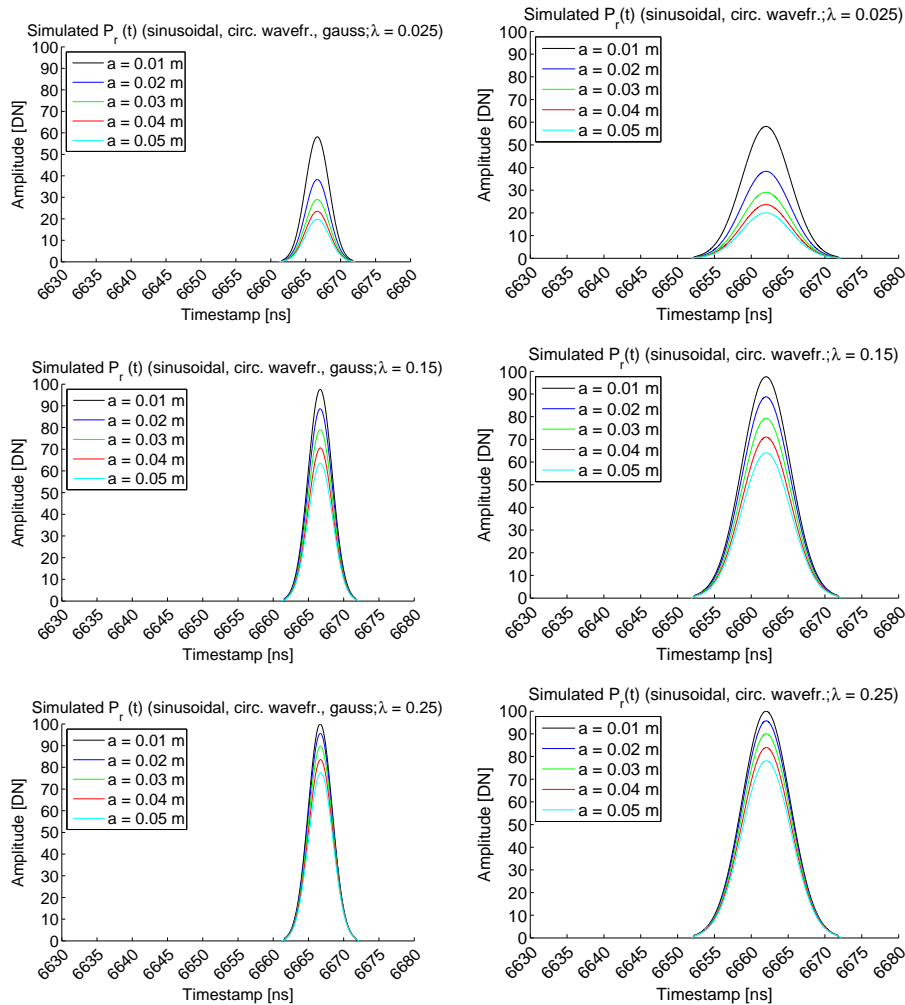 Simulated P_r (t) (sinusoidal, circ. wavefr., gauss;λ = 0.025)
100
90
80
70
60
50
40
30
20
10
0
Amplitude [DN]
a = 0.01 m
a = 0.02 m
a = 0.03 m
a = 0.04 m
a = 0.05 m
6630 6635 6640 6645 6650 6655 6660 6665 6670 6675 6680
Timestamp [ns]
Simulated P_r(t) (sinusoidal, circ. wavefr.;λ = 0.025)
100
90
80
70
60
50
40
30
20
10
0
Amplitude [DN]
a = 0.01 m
a = 0.02 m
a = 0.03 m
a = 0.04 m
a = 0.05 m
6630 6635 6640 6645 6650 6655 6660 6665 6670 6675 6680
Timestamp [ns]
Simulated P_r (t) (sinusoidal, circ. wavefr., gauss;λ = 0.15)
100
90
80
70
60
50
40
30
20
10
0
Amplitude [DN]
a = 0.01 m
a = 0.02 m
a = 0.03 m
a = 0.04 m
a = 0.05 m
6630 6635 6640 6645 6650 6655 6660 6665 6670 6675 6680
Timestamp [ns]
Simulated P_r(t) (sinusoidal, circ. wavefr.;λ = 0.15)
100
90
80
70
60
50
40
30
20
10
0
Amplitude [DN]
a = 0.01 m
a = 0.02 m
a = 0.03 m
a = 0.04 m
a = 0.05 m
6630 6635 6640 6645 6650 6655 6660 6665 6670 6675 6680
Timestamp [ns]
Simulated P_r (t) (sinusoidal, circ. wavefr., gauss;λ = 0.25)
100
90
80
70
60
50
40
30
20
10
0
Amplitude [DN]
a = 0.01 m
a = 0.02 m
a = 0.03 m
a = 0.04 m
a = 0.05 m
6630 6635 6640 6645 6650 6655 6660 6665 6670 6675 6680
Timestamp [ns]
Simulated P_r(t) (sinusoidal, circ. wavefr.;λ = 0.25)
100
90
80
70
60
50
40
30
20
10
0
Amplitude [DN]
a = 0.01 m
a = 0.02 m
a = 0.03 m
a = 0.04 m
a = 0.05 m
6630 6635 6640 6645 6650 6655 6660 6665 6670 6675 6680
Timestamp [ns]